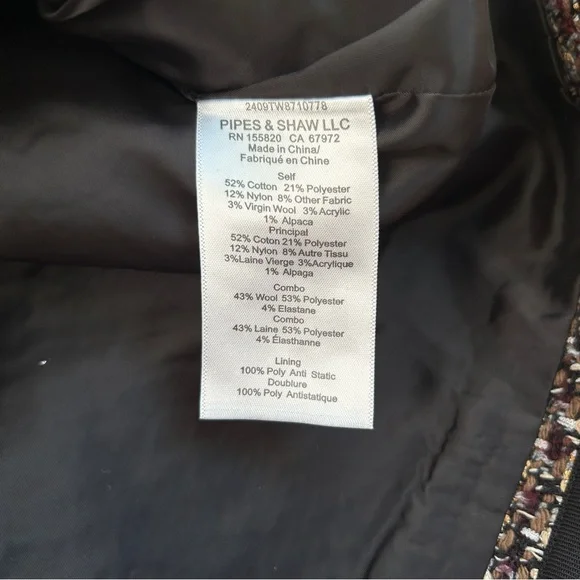 2409TW8710778
PIPES & SHAW LLC
RN 155820 CA 67972
Made in China/
Fabriqué en Chine
Self
52% Cotton 21% Polyester
12% Nylon 8% Other Fabric
3% Virgin Wool 3% Acrylic
1% Alpaca
Principal
52% Coton 21% Polyester
12% Nylon 8% Autre Tissu
3%Laine Vierge 3%Acrylique
1% Alpaga
Combo
43% Wool 53% Polyester
4% Elastane
Combo
43% Laine 53% Polyester
4% Élasthanne
Lining
100% Poly Anti Static
Doublure
100% Poly Antistatique